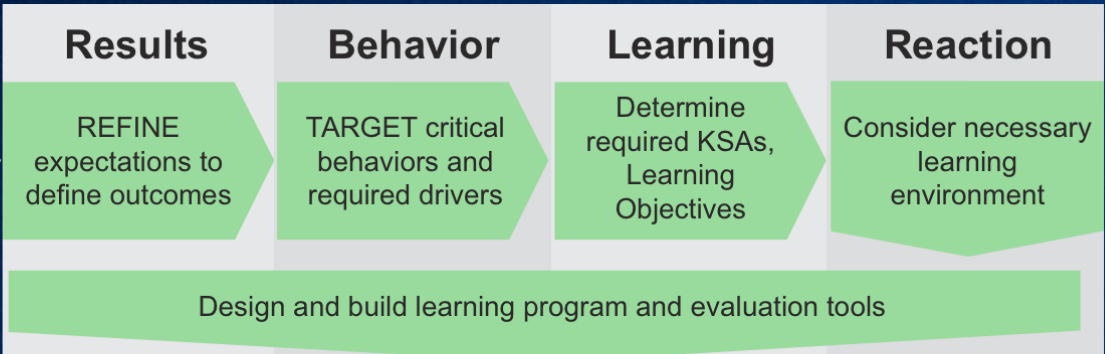 Results
REFINE
expectations to
define outcomes
Behavior
TARGET critical
behaviors and
required drivers
Learning
Determine
required KSAs,
Learning
Objectives
Reaction
Consider necessary
learning
environment
Design and build learning program and evaluation tools